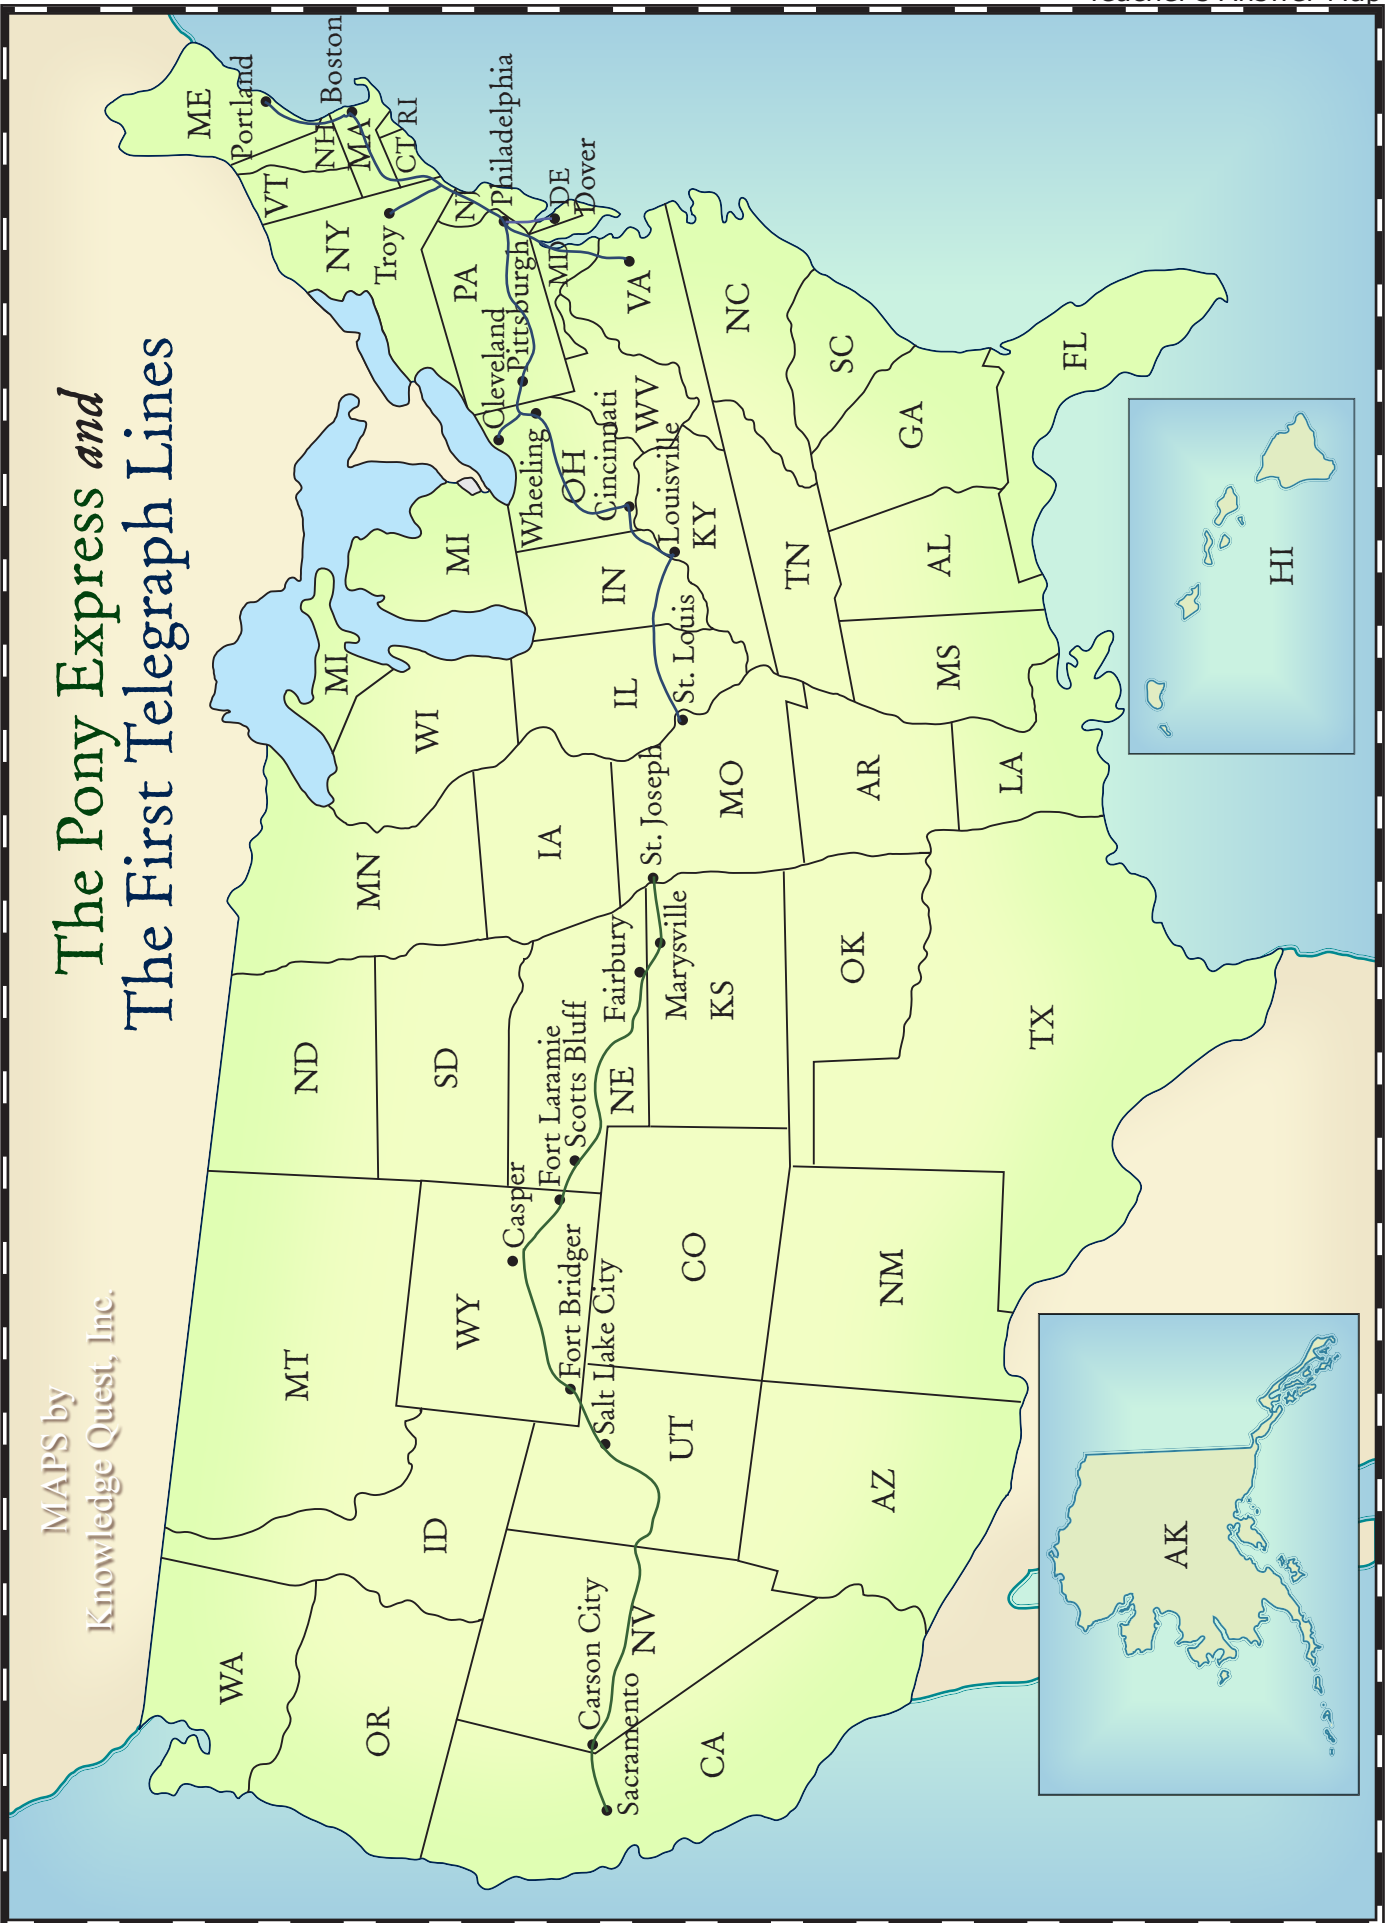 Teacher's Answer Map
The Pony Express and
The First Telegraph Lines
MAPS by
Knowledge Quest, Inc.
WA
OR
CA
NV
ID
MT
WY
UT
AZ
CO
NM
ND
SD
NE
KS
OK
TX
MN
IA
MO
AR
LA
WI
IL
MI
MI
IN
OH
KY
TN
MS
AL
GA
FL
SC
NC
VA
WV
PA
NY
VT
NH
ME
MA
CT
RI
NJ
DE
MD
AK
HI
Sacramento
Carson City
Salt Lake City
Fort Bridger
Casper
Fort Laramie
Scotts Bluff
Fairbury
Marysville
St. Joseph
St. Louis
Louisville
Cincinnati
Wheeling
Cleveland
Pittsburgh
Philadelphia
Dover
Troy
Boston
Portland